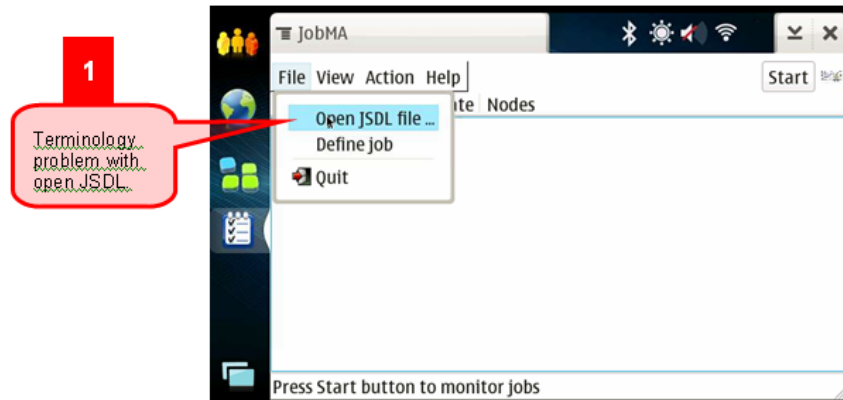 1
Terminology
problem with
open JSDL.
JobMA
File View Action Help
Start
Nodes
Open JSDL file ...
Define job
Quit
Press Start button to monitor jobs